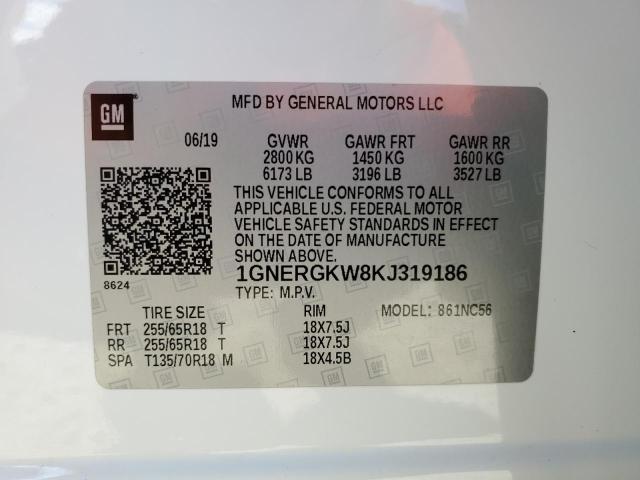 GM
MFD BY GENERAL MOTORS LLC
06/19 GVWR GAWR FRT GAWR RR
2800 KG 1450 KG 1600 KG
6173 LB 3196 LB 3527 LB
THIS VEHICLE CONFORMS TO ALL
APPLICABLE U.S. FEDERAL MOTOR
VEHICLE SAFETY STANDARDS IN EFFECT
ON THE DATE OF MANUFACTURE
SHOWN ABOVE.
8624
1GNERGKW8KJ319186
TYPE: M.P.V.
TIRE SIZE RIM MODEL: 861NC56
FRT 255/65R18 T 18X7.5J
RR 255/65R18 T 18X7.5J
SPA T135/70R18 M 18X4.5B